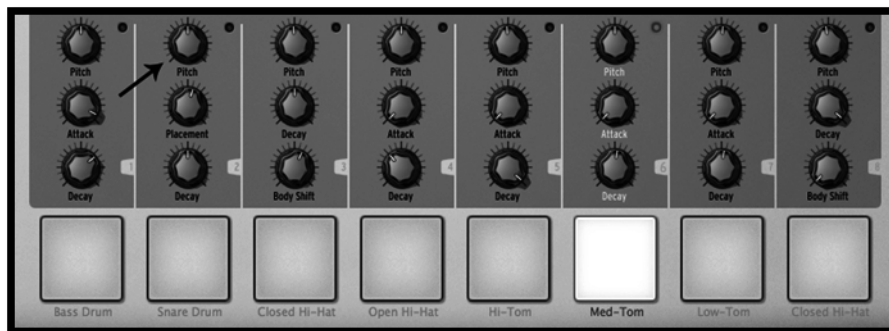 Pitch Pitch Pitch Pitch Pitch Pitch Pitch Pitch
Attack Placement Decay Attack Attack Attack Attack Decay
1 2 3 4 5 6 7 8
Decay Decay Body Shift Decay Decay Decay Decay Body Shift
Bass Drum Snare Drum Closed Hi-Hat Open Hi-Hat Hi-Tom Med-Tom Low-Tom Closed Hi-Hat